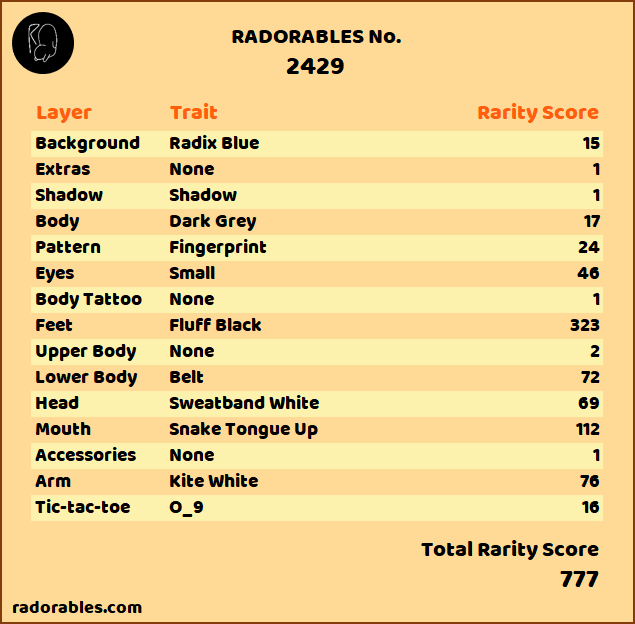 RADORABLES No.
2429
Layer Trait Rarity Score
Background Radix Blue 15
Extras None 1
Shadow Shadow 1
Body Dark Grey 17
Pattern Fingerprint 24
Eyes Small 46
Body Tattoo None 1
Feet Fluff Black 323
Upper Body None 2
Lower Body Belt 72
Head Sweatband White 69
Mouth Snake Tongue Up 112
Accessories None 1
Arm Kite White 76
Tic-tac-toe O_9 16
Total Rarity Score
777
radorables.com